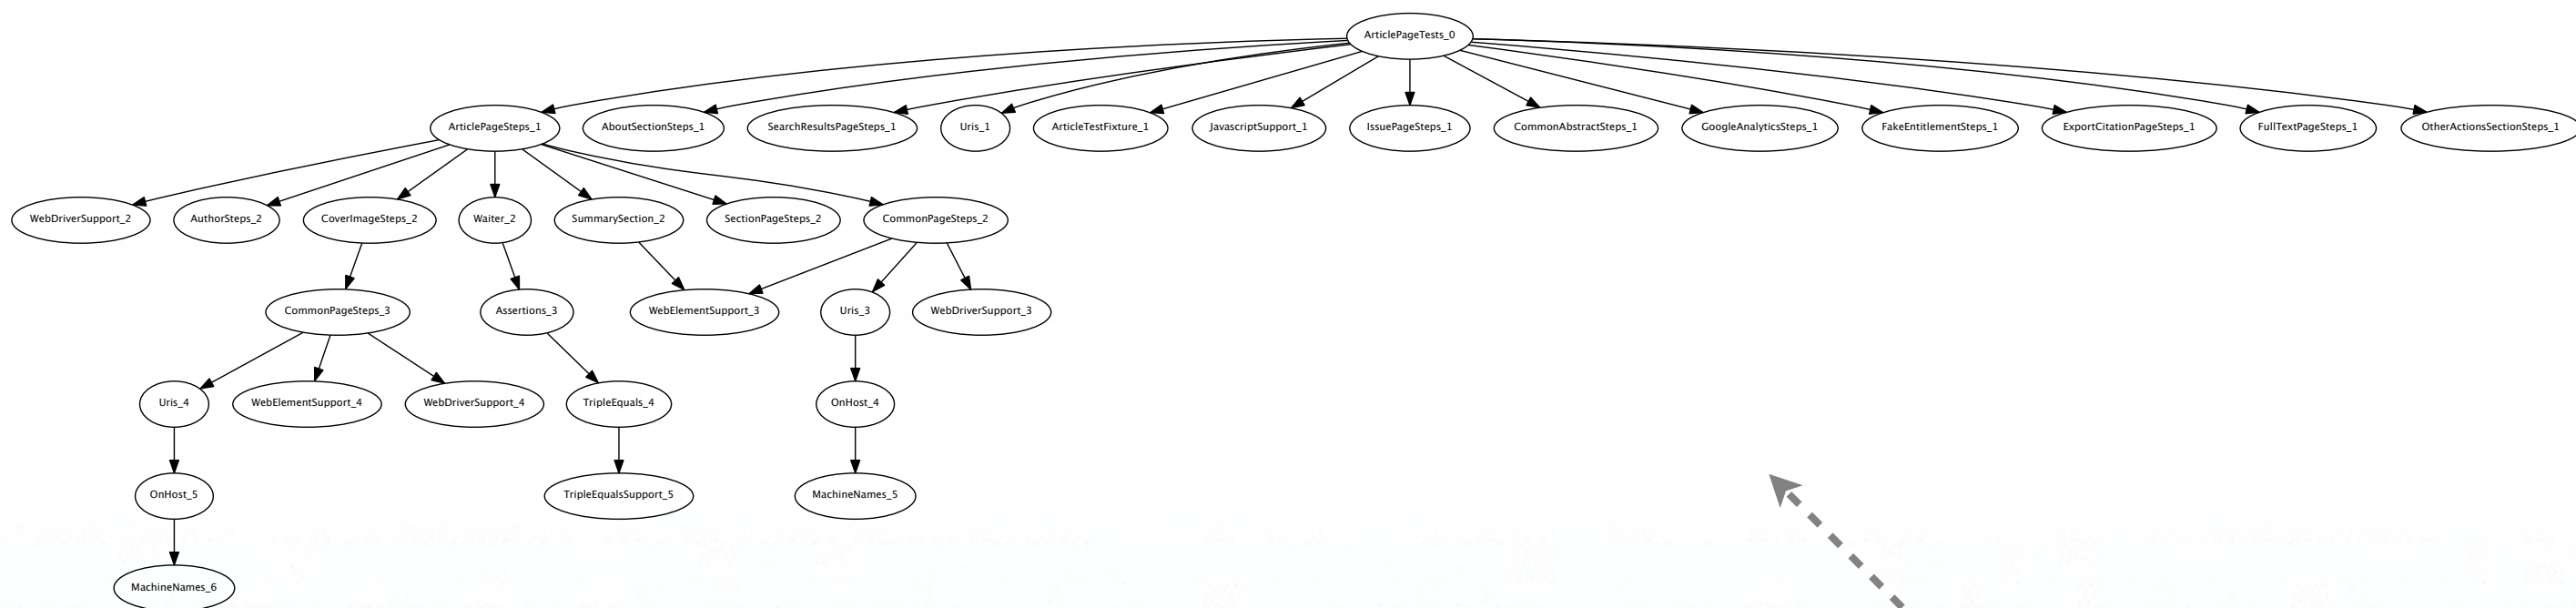 ArticlePageTests_0
ArticlePageSteps_1
AboutSectionSteps_1
SearchResultsPageSteps_1
Uris_1
ArticleTestFixture_1
JavascriptSupport_1
IssuePageSteps_1
CommonAbstractSteps_1
GoogleAnalyticsSteps_1
FakeEntitlementSteps_1
ExportCitationPageSteps_1
FullTextPageSteps_1
OtherActionsSectionSteps_1
WebDriverSupport_2
AuthorSteps_2
CoverImageSteps_2
Waiter_2
SummarySection_2
SectionPageSteps_2
CommonPageSteps_2
CommonPageSteps_3
Assertions_3
WebElementSupport_3
Uris_3
WebDriverSupport_3
Uris_4
WebElementSupport_4
WebDriverSupport_4
TripleEquals_4
OnHost_4
OnHost_5
TripleEqualsSupport_5
MachineNames_5
MachineNames_6